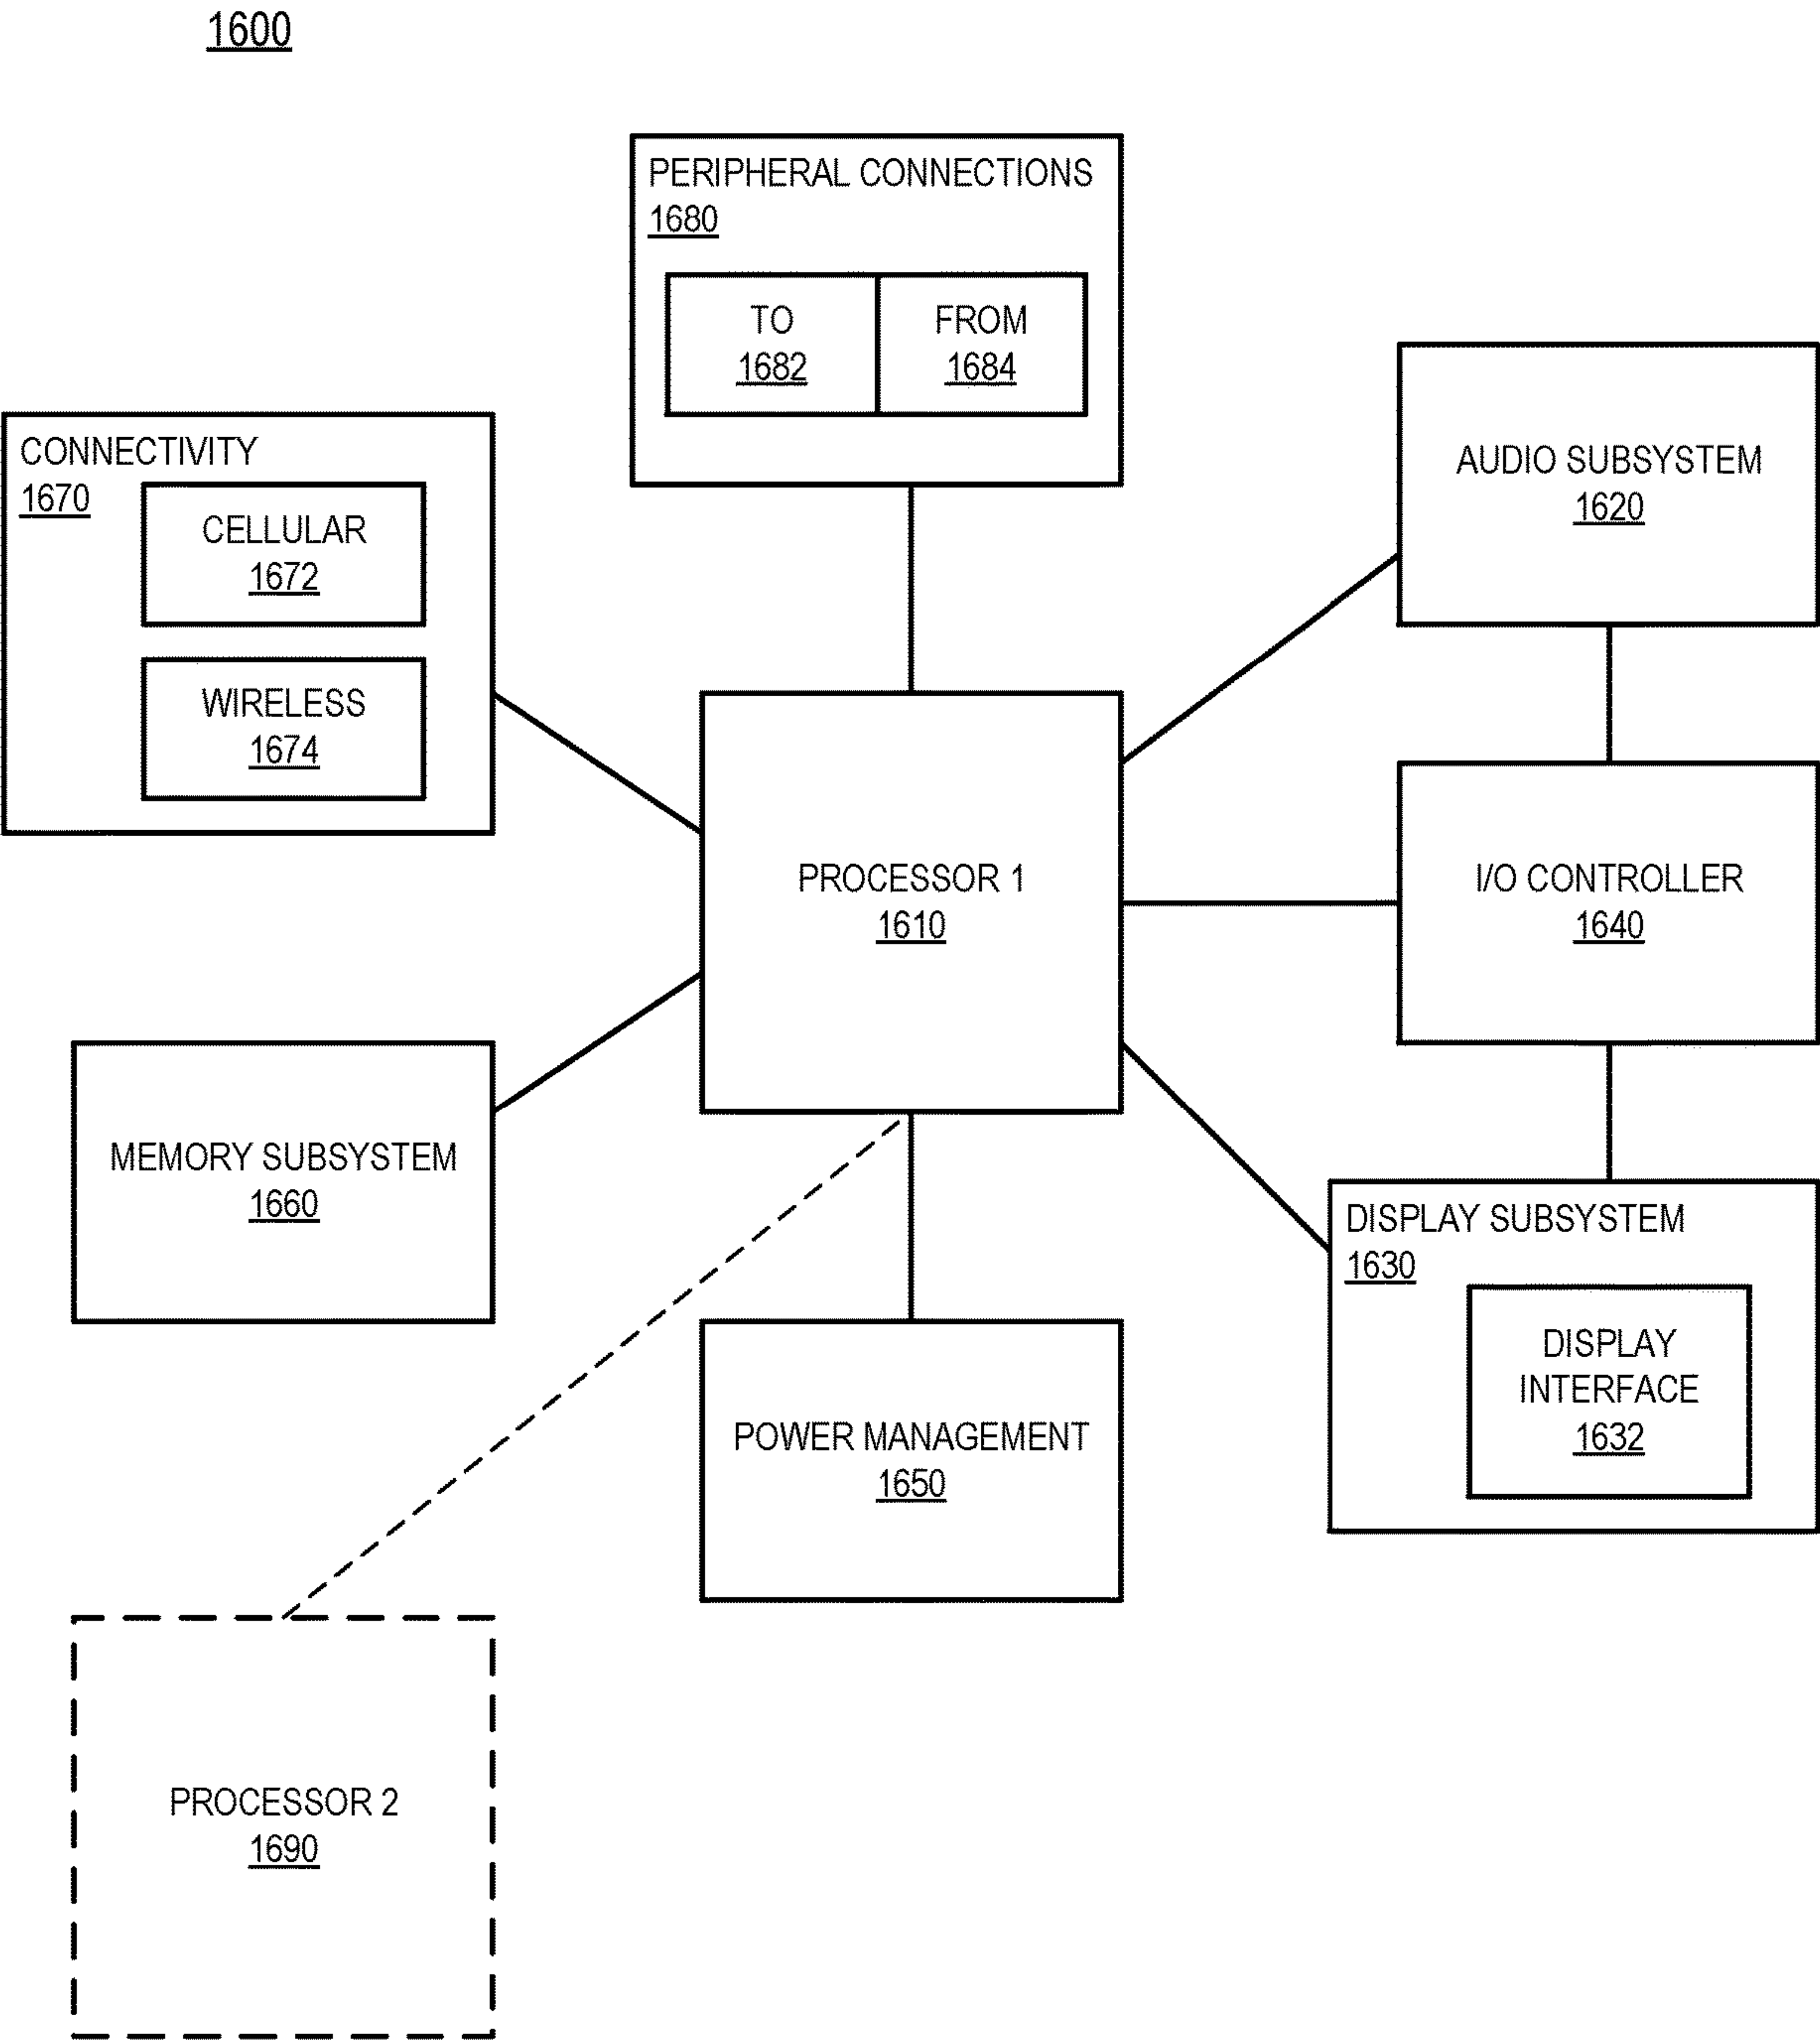 1600
PERIPHERAL CONNECTIONS
1680
TO
1682
FROM
1684
CONNECTIVITY
1670
CELLULAR
1672
WIRELESS
1674
AUDIO SUBSYSTEM
1620
PROCESSOR 1
1610
I/O CONTROLLER
1640
MEMORY SUBSYSTEM
1660
DISPLAY SUBSYSTEM
1630
DISPLAY
INTERFACE
1632
POWER MANAGEMENT
1650
PROCESSOR 2
1690